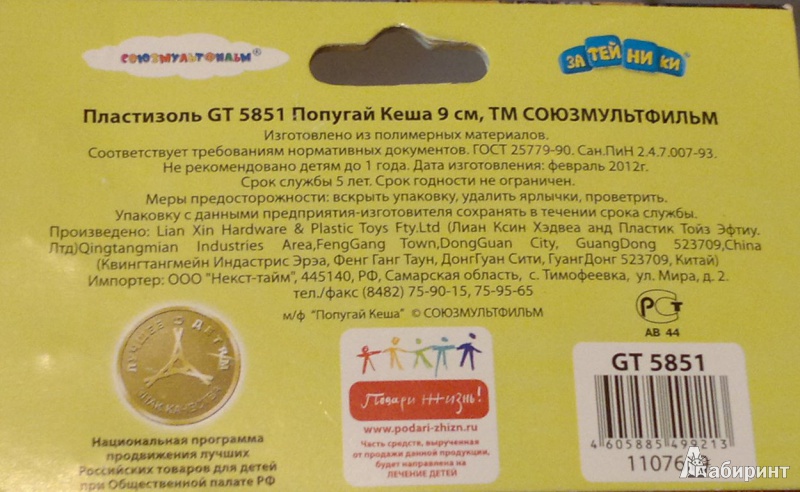 СОЮЗМУЛЬТФИЛЬМ®
ЗАТЕЙНИКИ
Пластизоль GT 5851 Попугай Кеша 9 см, ТМ СОЮЗМУЛЬТФИЛЬМ
Изготовлено из полимерных материалов.
Соответствует требованиям нормативных документов. ГОСТ 25779-90. Сан.ПиН 2.4.7.007-93.
Не рекомендовано детям до 1 года. Дата изготовления: февраль 2012г.
Срок службы 5 лет. Срок годности не ограничен.
Меры предосторожности: вскрыть упаковку, удалить ярлычки, проветрить.
Упаковку с данными предприятия-изготовителя сохранять в течении срока службы.
Произведено: Lian Xin Hardware & Plastic Toys Fty.Ltd (Лиан Ксин Хэдвеа анд Пластик Тойз Эфтиу.
Лтд)Qingtangmian Industries Area,FengGang Town,DongGuan City, GuangDong 523709,China
(Квингтангмейн Индастрис Эрэа, Фенг Ганг Таун, ДонгГуан Сити, ГуангДонг 523709, Китай)
Импортер: ООО "Некст-тайм", 445140, РФ, Самарская область, с. Тимофеевка, ул. Мира, д. 2.
тел./факс (8482) 75-90-15, 75-95-65
м/ф "Попугай Кеша" © СОЮЗМУЛЬТФИЛЬМ
РСТ
АВ 44
ЛУЧШЕЕ – ДЕТЯМ
ЗНАК КАЧЕСТВА
Национальная программа
продвижения лучших
Российских товаров для детей
при Общественной палате РФ
Подари жизнь!
www.podari-zhizn.ru
Часть средств, вырученная
от продажи данной продукции,
будет направлена на
ЛЕЧЕНИЕ ДЕТЕЙ
GT 5851
4 605885 499213
11076
Лабиринт